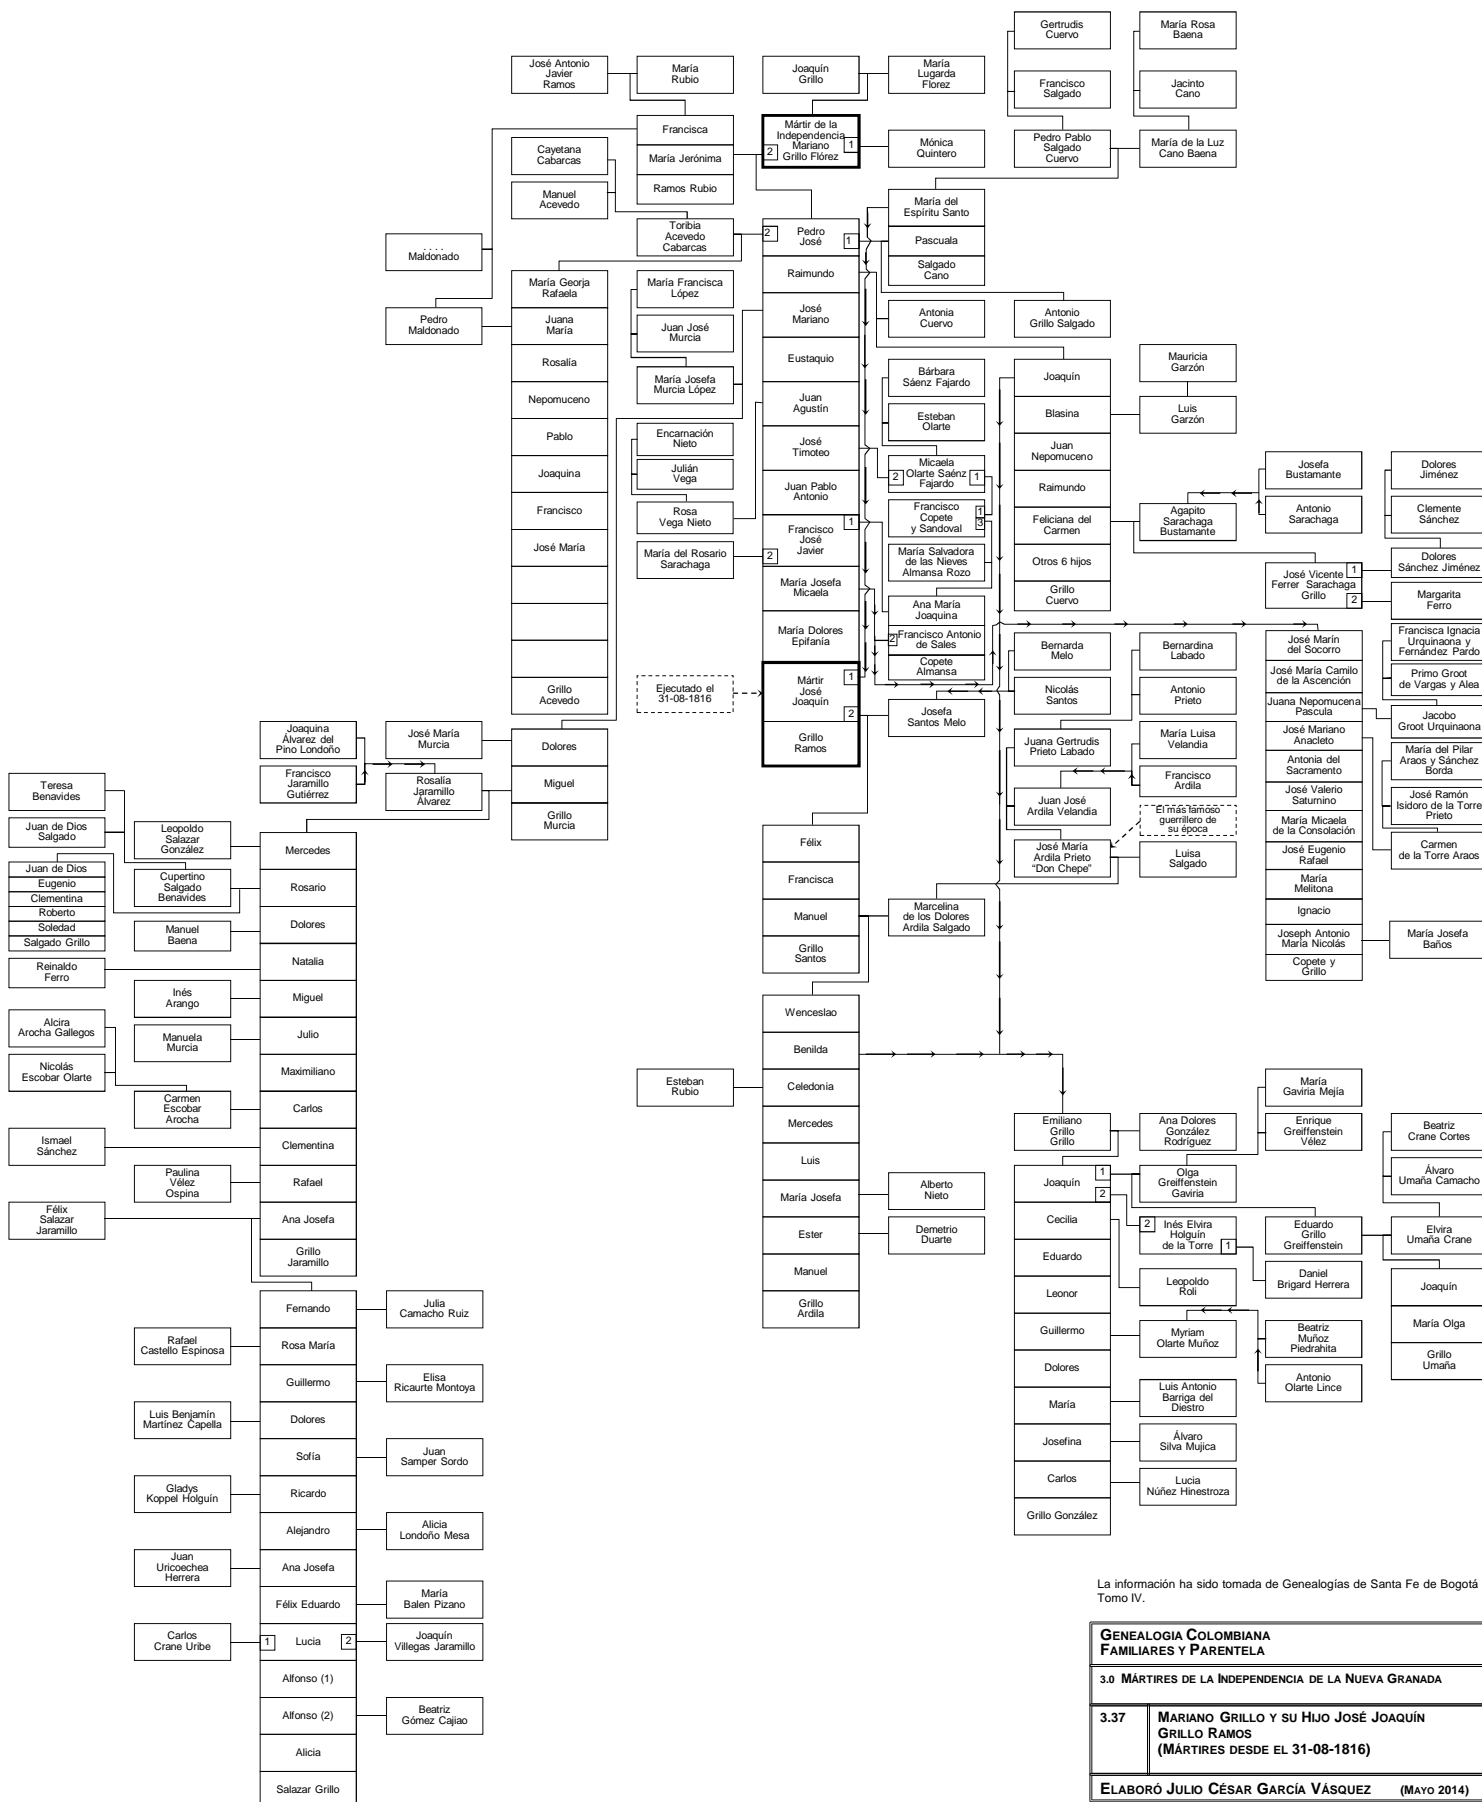 Gertrudis
Cuervo
María Rosa
Baena
José Antonio
Javier
Ramos
María
Rubio
Joaquín
Grillo
María
Lugarda
Florez
Francisco
Salgado
Jacinto
Cano
Francisca
María Jerónima
Ramos Rubio
Mártir de la
Independencia
Mariano
Grillo Flórez
1
2
Mónica
Quintero
Pedro Pablo
Salgado
Cuervo
María de la Luz
Cano Baena
Cayetana
Cabarcas
Manuel
Acevedo
María del
Espíritu Santo
Pascuala
Salgado
Cano
Toribia
Acevedo
Cabarcas
. . . .
Maldonado
Pedro
Maldonado
2
Pedro
José
1
Raimundo
José
Mariano
Eustaquio
Juan
Agustín
José
Timoteo
Juan Pablo
Antonio
Francisco
José
Javier
1
2
María Josefa
Micaela
María Dolores
Epifanía
Mártir
José
Joaquín
1
2
Grillo
Ramos
María Georja
Rafaela
Juana
María
Rosalía
Nepomuceno
Pablo
Joaquina
Francisco
José María
Grillo
Acevedo
María Francisca
López
Juan José
Murcia
María Josefa
Murcia López
Encarnación
Nieto
Julián
Vega
Rosa
Vega Nieto
María del Rosario
Sarachaga
Ejecutado el
31-08-1816
Antonia
Cuervo
Antonio
Grillo Salgado
Bárbara
Sáenz Fajardo
Esteban
Olarte
Micaela
Olarte Saénz
Fajardo
2
1
Francisco
Copete
y Sandoval
1
3
María Salvadora
de las Nieves
Almansa Rozo
Ana María
Joaquina
2
Francisco Antonio
de Sales
Copete
Almansa
Josefa
Santos Melo
Joaquín
Blasina
Juan
Nepomuceno
Raimundo
Feliciana del
Carmen
Otros 6 hijos
Grillo
Cuervo
Mauricia
Garzón
Luis
Garzón
Josefa
Bustamante
Antonio
Sarachaga
Agapito
Sarachaga
Bustamante
Dolores
Jiménez
Clemente
Sánchez
Dolores
Sánchez Jiménez
José Vicente
Ferrer Sarachaga
Grillo
1
2
Margarita
Ferro
Bernarda
Melo
Nicolás
Santos
Bernardina
Labado
Antonio
Prieto
Juana Gertrudis
Prieto Labado
María Luisa
Velandia
Francisco
Ardila
Juan José
Ardila Velandia
El más famoso
guerrillero de
su época
José María
Ardila Prieto
“Don Chepe”
Luisa
Salgado
José Marín
del Socorro
José María Camilo
de la Ascención
Juana Nepomucena
Pascula
José Mariano
Anacleto
Antonia del
Sacramento
José Valerio
Saturnino
María Micaela
de la Consolación
José Eugenio
Rafael
María
Melitona
Ignacio
Joseph Antonio
María Nicolás
Copete y
Grillo
Francisca Ignacia
Urquinaona y
Fernández Pardo
Primo Groot
de Vargas y Alea
Jacobo
Groot Urquinaona
María del Pilar
Araos y Sánchez
Borda
José Ramón
Isidoro de la Torre
Prieto
Carmen
de la Torre Araos
María Josefa
Baños
Joaquina
Álvarez del
Pino Londoño
Francisco
Jaramillo
Gutiérrez
José María
Murcia
Rosalía
Jaramillo
Álvarez
Dolores
Miguel
Grillo
Murcia
Teresa
Benavides
Juan de Dios
Salgado
Leopoldo
Salazar
González
Cupertino
Salgado
Benavides
Juan de Dios
Eugenio
Clementina
Roberto
Soledad
Salgado Grillo
Manuel
Baena
Reinaldo
Ferro
Inés
Arango
Alcira
Arocha Gallegos
Manuela
Murcia
Nicolás
Escobar Olarte
Carmen
Escobar
Arocha
Ismael
Sánchez
Paulina
Vélez
Ospina
Félix
Salazar
Jaramillo
Mercedes
Rosario
Dolores
Natalia
Miguel
Julio
Maximiliano
Carlos
Clementina
Rafael
Ana Josefa
Grillo
Jaramillo
Félix
Francisca
Manuel
Grillo
Santos
Marcelina
de los Dolores
Ardila Salgado
Wenceslao
Benilda
Celedonia
Mercedes
Luis
María Josefa
Ester
Manuel
Grillo
Ardila
Esteban
Rubio
Alberto
Nieto
Demetrio
Duarte
Emiliano
Grillo
Grillo
Ana Dolores
González
Rodríguez
María
Gaviria Mejía
Enrique
Greiffenstein
Vélez
Joaquín
1
2
Cecilia
Eduardo
Leonor
Guillermo
Dolores
María
Josefina
Carlos
Grillo González
Olga
Greiffenstein
Gaviria
2
Inés Elvira
Holguín
de la Torre
1
Leopoldo
Roli
Myriam
Olarte Muñoz
Luis Antonio
Barriga del
Diestro
Álvaro
Silva Mujica
Lucia
Núñez Hinestroza
Eduardo
Grillo
Greiffenstein
Daniel
Brigard Herrera
Beatriz
Muñoz
Piedrahita
Antonio
Olarte Lince
Beatriz
Crane Cortes
Álvaro
Umaña Camacho
Elvira
Umaña Crane
Joaquín
María Olga
Grillo
Umaña
Fernando
Rosa María
Guillermo
Dolores
Sofía
Ricardo
Alejandro
Ana Josefa
Félix Eduardo
1
Lucia
2
Alfonso (1)
Alfonso (2)
Alicia
Salazar Grillo
Julia
Camacho Ruiz
Rafael
Castello Espinosa
Elisa
Ricaurte Montoya
Luis Benjamín
Martínez Capella
Juan
Samper Sordo
Gladys
Koppel Holguín
Alicia
Londoño Mesa
Juan
Uricoechea
Herrera
María
Balen Pizano
Carlos
Crane Uribe
Joaquín
Villegas Jaramillo
Beatriz
Gómez Cajiao
La información ha sido tomada de Genealogías de Santa Fe de Bogotá
Tomo IV.
GENEALOGIA COLOMBIANA
FAMILIARES Y PARENTELA
3.0 MÁRTIRES DE LA INDEPENDENCIA DE LA NUEVA GRANADA
3.37
MARIANO GRILLO Y SU HIJO JOSÉ JOAQUÍN
GRILLO RAMOS
(MÁRTIRES DESDE EL 31-08-1816)
ELABORÓ JULIO CÉSAR GARCÍA VÁSQUEZ (MAYO 2014)